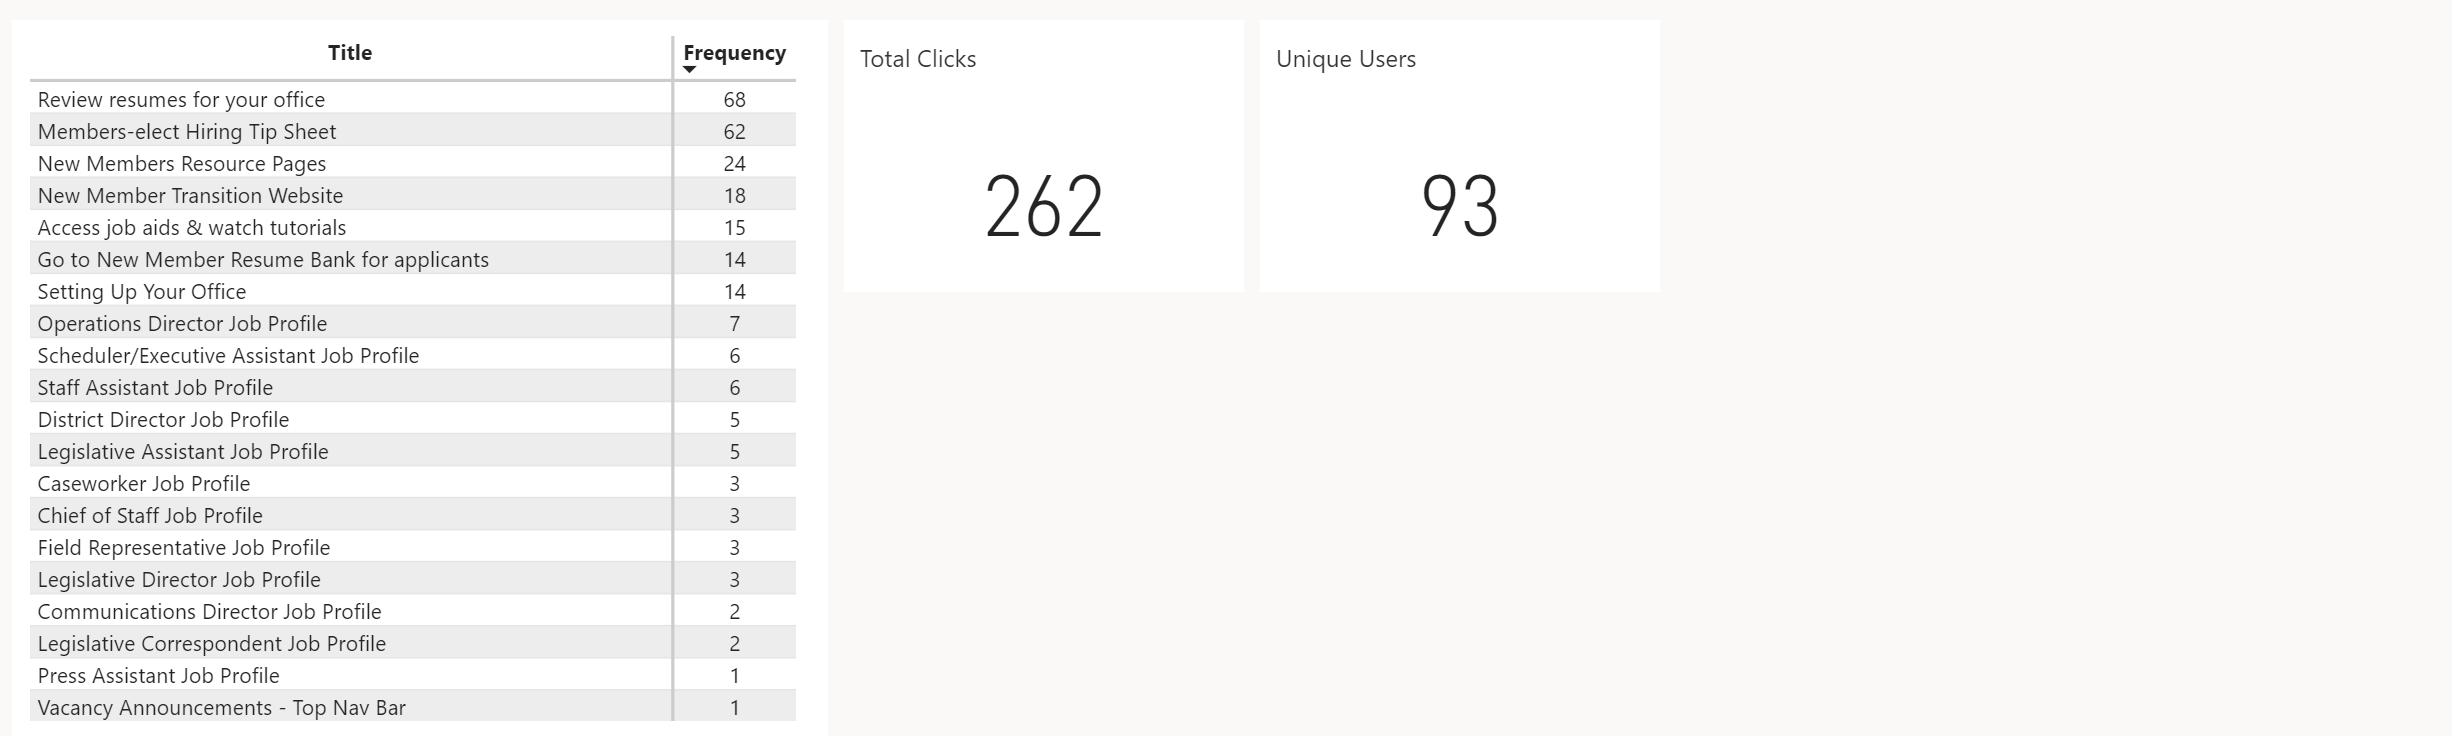 Title Frequency
Review resumes for your office 68
Members-elect Hiring Tip Sheet 62
New Members Resource Pages 24
New Member Transition Website 18
Access job aids & watch tutorials 15
Go to New Member Resume Bank for applicants 14
Setting Up Your Office 14
Operations Director Job Profile 7
Scheduler/Executive Assistant Job Profile 6
Staff Assistant Job Profile 6
District Director Job Profile 5
Legislative Assistant Job Profile 5
Caseworker Job Profile 3
Chief of Staff Job Profile 3
Field Representative Job Profile 3
Legislative Director Job Profile 3
Communications Director Job Profile 2
Legislative Correspondent Job Profile 2
Press Assistant Job Profile 1
Vacancy Announcements - Top Nav Bar 1
Total Clicks
262
Unique Users
93